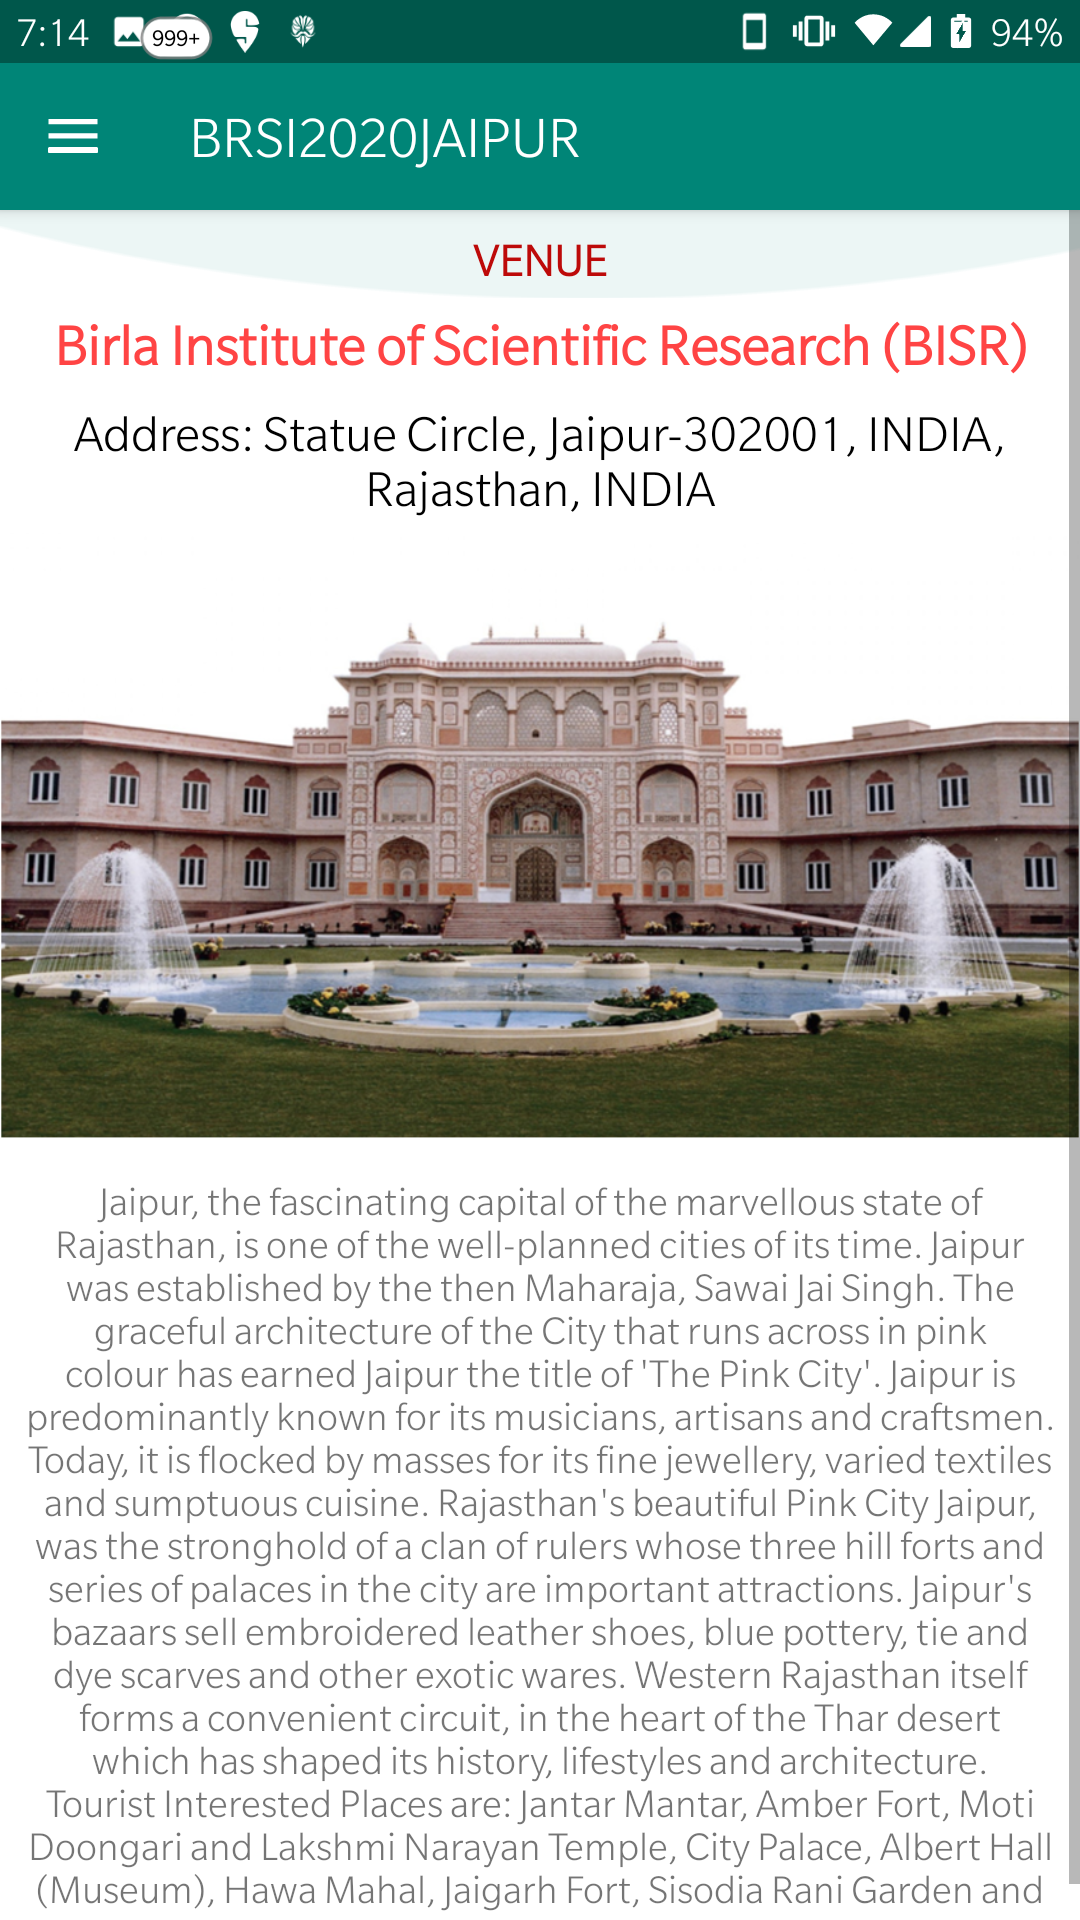 7:14 999+ 94%
BRSI2020JAIPUR
VENUE
Birla Institute of Scientific Research (BISR)
Address: Statue Circle, Jaipur-302001, INDIA,
Rajasthan, INDIA
Jaipur, the fascinating capital of the marvellous state of
Rajasthan, is one of the well-planned cities of its time. Jaipur
was established by the then Maharaja, Sawai Jai Singh. The
graceful architecture of the City that runs across in pink
colour has earned Jaipur the title of 'The Pink City'. Jaipur is
predominantly known for its musicians, artisans and craftsmen.
Today, it is flocked by masses for its fine jewellery, varied textiles
and sumptuous cuisine. Rajasthan's beautiful Pink City Jaipur,
was the stronghold of a clan of rulers whose three hill forts and
series of palaces in the city are important attractions. Jaipur's
bazaars sell embroidered leather shoes, blue pottery, tie and
dye scarves and other exotic wares. Western Rajasthan itself
forms a convenient circuit, in the heart of the Thar desert
which has shaped its history, lifestyles and architecture.
Tourist Interested Places are: Jantar Mantar, Amber Fort, Moti
Doongari and Lakshmi Narayan Temple, City Palace, Albert Hall
(Museum), Hawa Mahal, Jaigarh Fort, Sisodia Rani Garden and